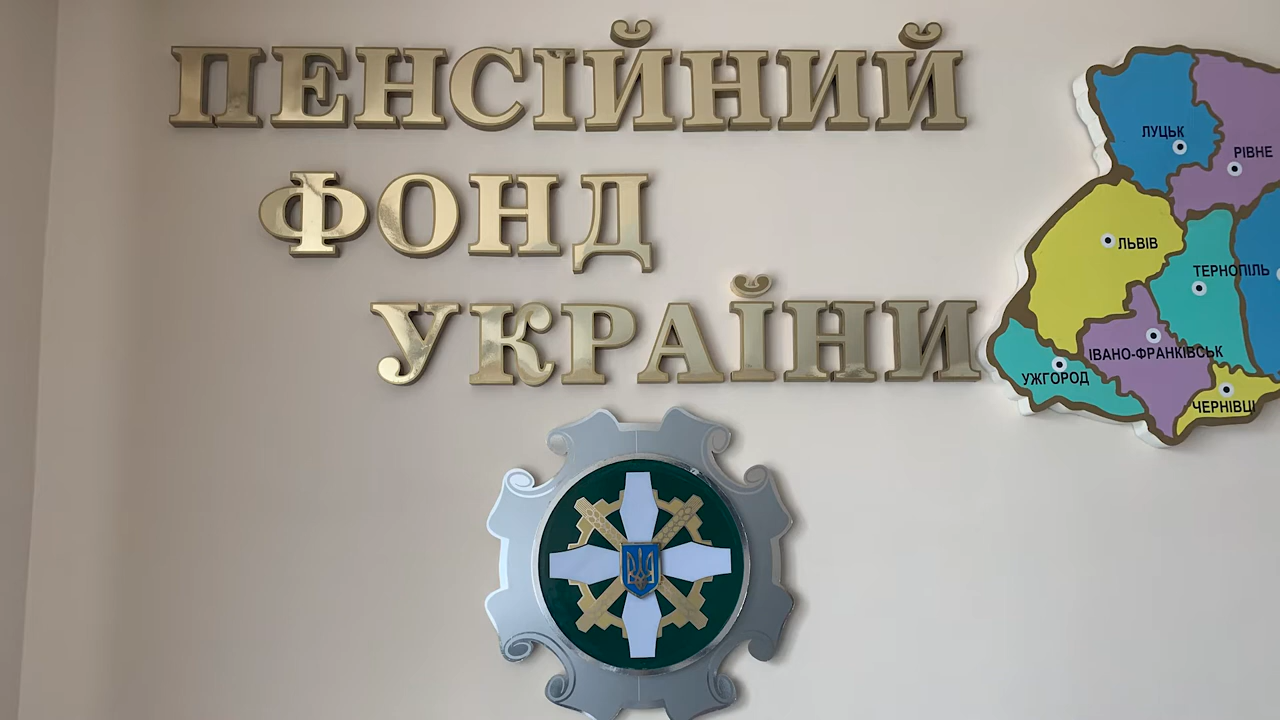 ПЕНСІЙНИЙ
ФОНД
УКРАЇНИ
ЛУЦЬК
РІВНЕ
ЛЬВІВ
ТЕРНОПІЛЬ
ІВАНО-ФРАНКІВСЬК
УЖГОРОД
ЧЕРНІВЦІ